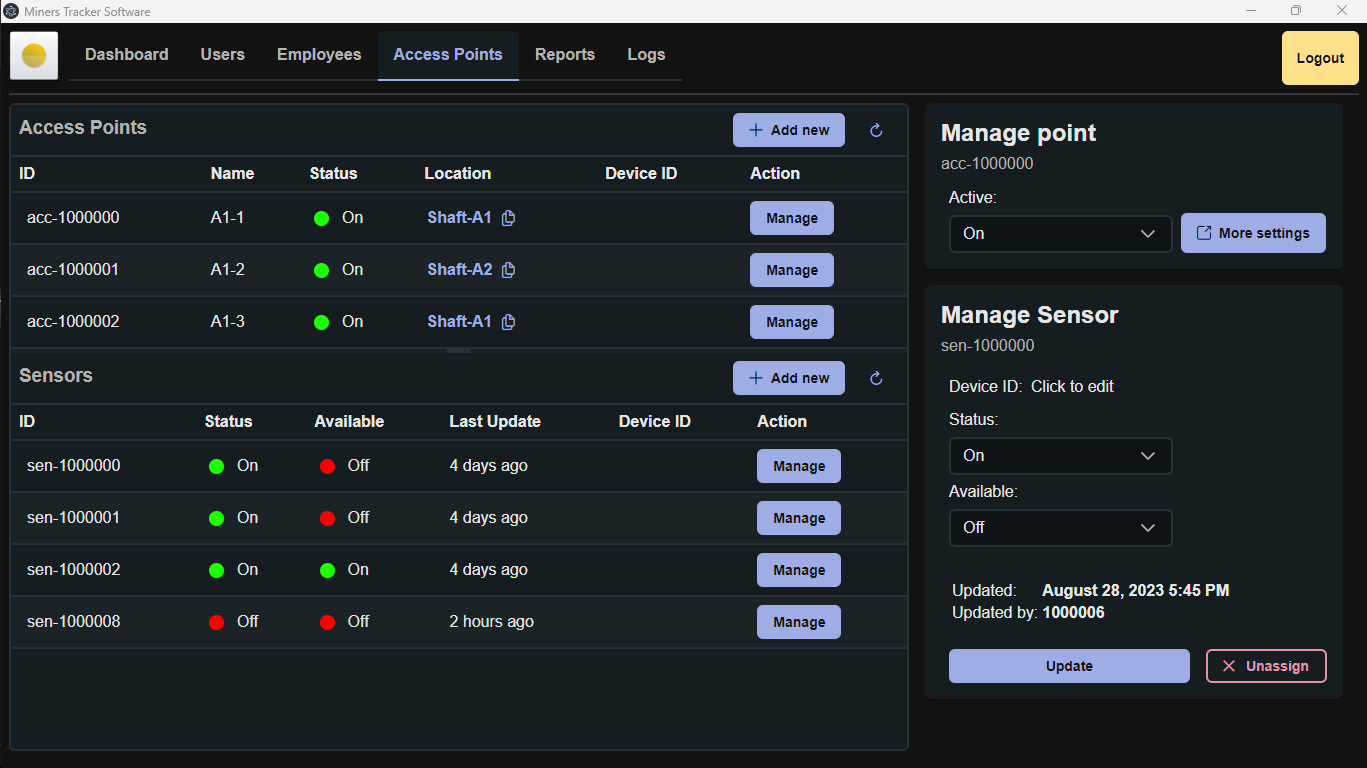 Miners Tracker Software
Dashboard Users Employees Access Points Reports Logs Logout
Access Points
Add new
ID Name Status Location Device ID Action
acc-1000000 A1-1 On Shaft-A1 Manage
acc-1000001 A1-2 On Shaft-A2 Manage
acc-1000002 A1-3 On Shaft-A1 Manage
Sensors
Add new
ID Status Available Last Update Device ID Action
sen-1000000 On Off 4 days ago Manage
sen-1000001 On Off 4 days ago Manage
sen-1000002 On On 4 days ago Manage
sen-1000008 Off Off 2 hours ago Manage
Manage point
acc-1000000
Active:
On More settings
Manage Sensor
sen-1000000
Device ID: Click to edit
Status:
On
Available:
Off
Updated: August 28, 2023 5:45 PM
Updated by: 1000006
Update Unassign